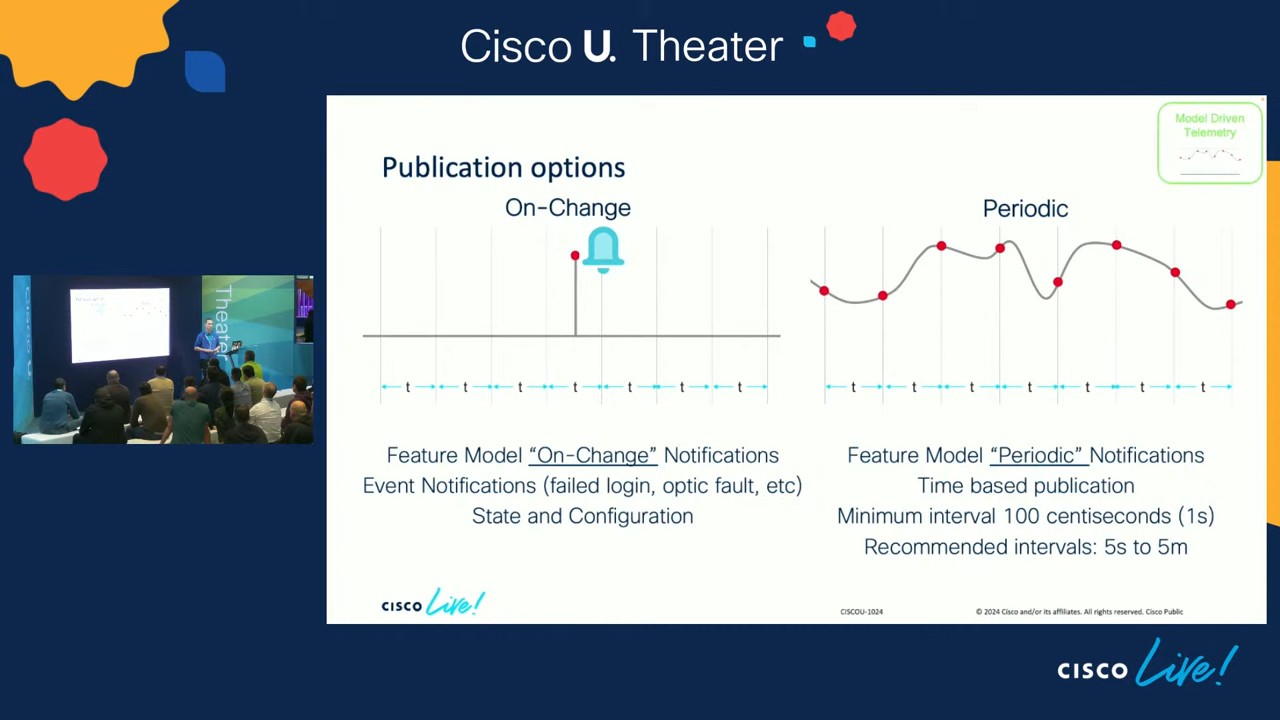 Cisco U. Theater
Model Driven
Telemetry
Publication options
On-Change
Periodic
t t t t t t t
t t t t t t t
Feature Model “On-Change” Notifications
Event Notifications (failed login, optic fault, etc)
State and Configuration
Feature Model “Periodic” Notifications
Time based publication
Minimum interval 100 centiseconds (1s)
Recommended intervals: 5s to 5m
CISCO Live!
CISCOU-1024
© 2024 Cisco and/or its affiliates. All rights reserved. Cisco Public
Theater
CISCO Live!